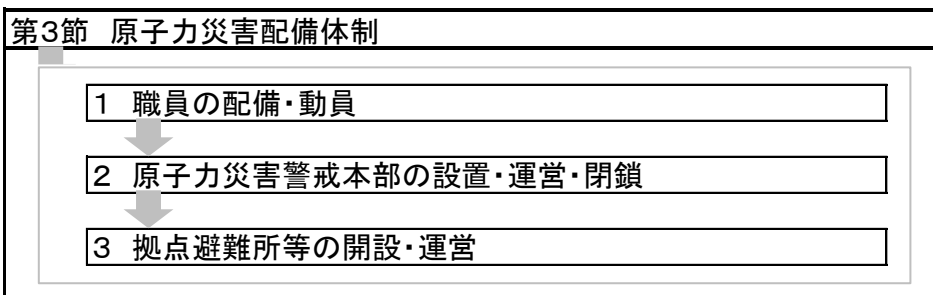 第3節　原子力災害配備体制
1　職員の配備・動員
2　原子力災害警戒本部の設置・運営・閉鎖
3　拠点避難所等の開設・運営